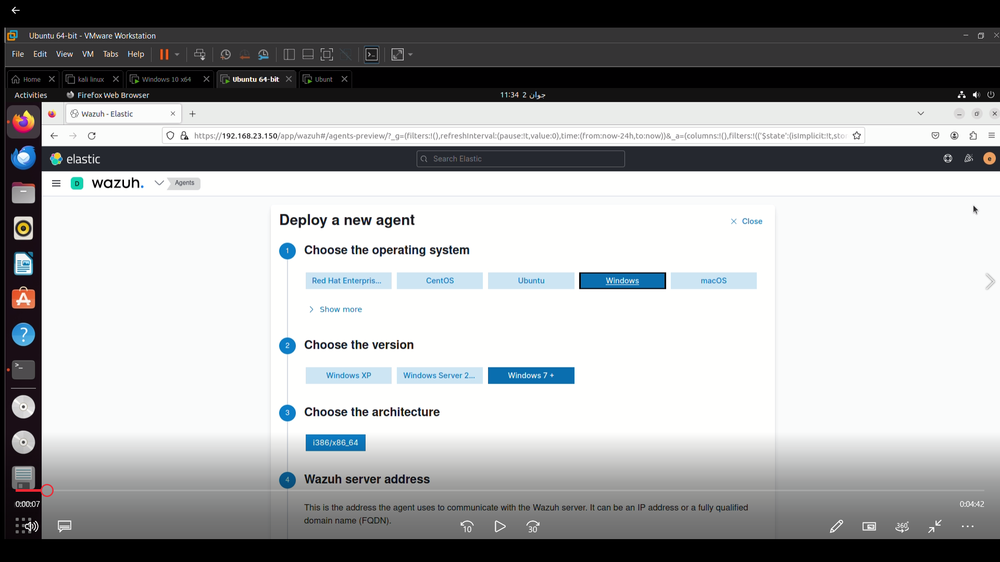 Ubuntu 64-bit - VMware Workstation
File Edit View VM Tabs Help
Home kali linux Windows 10 x64 Ubuntu 64-bit Ubunt
Activities Firefox Web Browser 11:34 2 جوان
Wazuh - Elastic
https://192.168.23.150/app/wazuh#/agents-preview/?_g=(filters:!(),refreshInterval:(pause:!t,value:0),time:(from:now-24h,to:now))&_a=(columns:!(),filters:!(('$state':(isImplicit:!t,stor
elastic Search Elastic e
D wazuh. Agents
Deploy a new agent
Close
1 Choose the operating system
Red Hat Enterpris... CentOS Ubuntu Windows macOS
Show more
2 Choose the version
Windows XP Windows Server 2... Windows 7 +
3 Choose the architecture
i386/x86_64
4 Wazuh server address
0:00:07 0:04:42
This is the address the agent uses to communicate with the Wazuh server. It can be an IP address or a fully qualified
domain name (FQDN).
10 30 360°